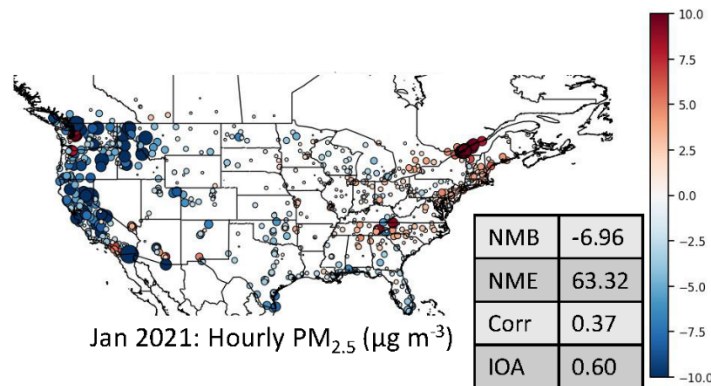 10.0
7.5
5.0
2.5
0.0
−2.5
−5.0
−7.5
−10.0
NMB -6.96
NME 63.32
Corr 0.37
IOA 0.60
Jan 2021: Hourly PM₂.₅ (µg m⁻³)